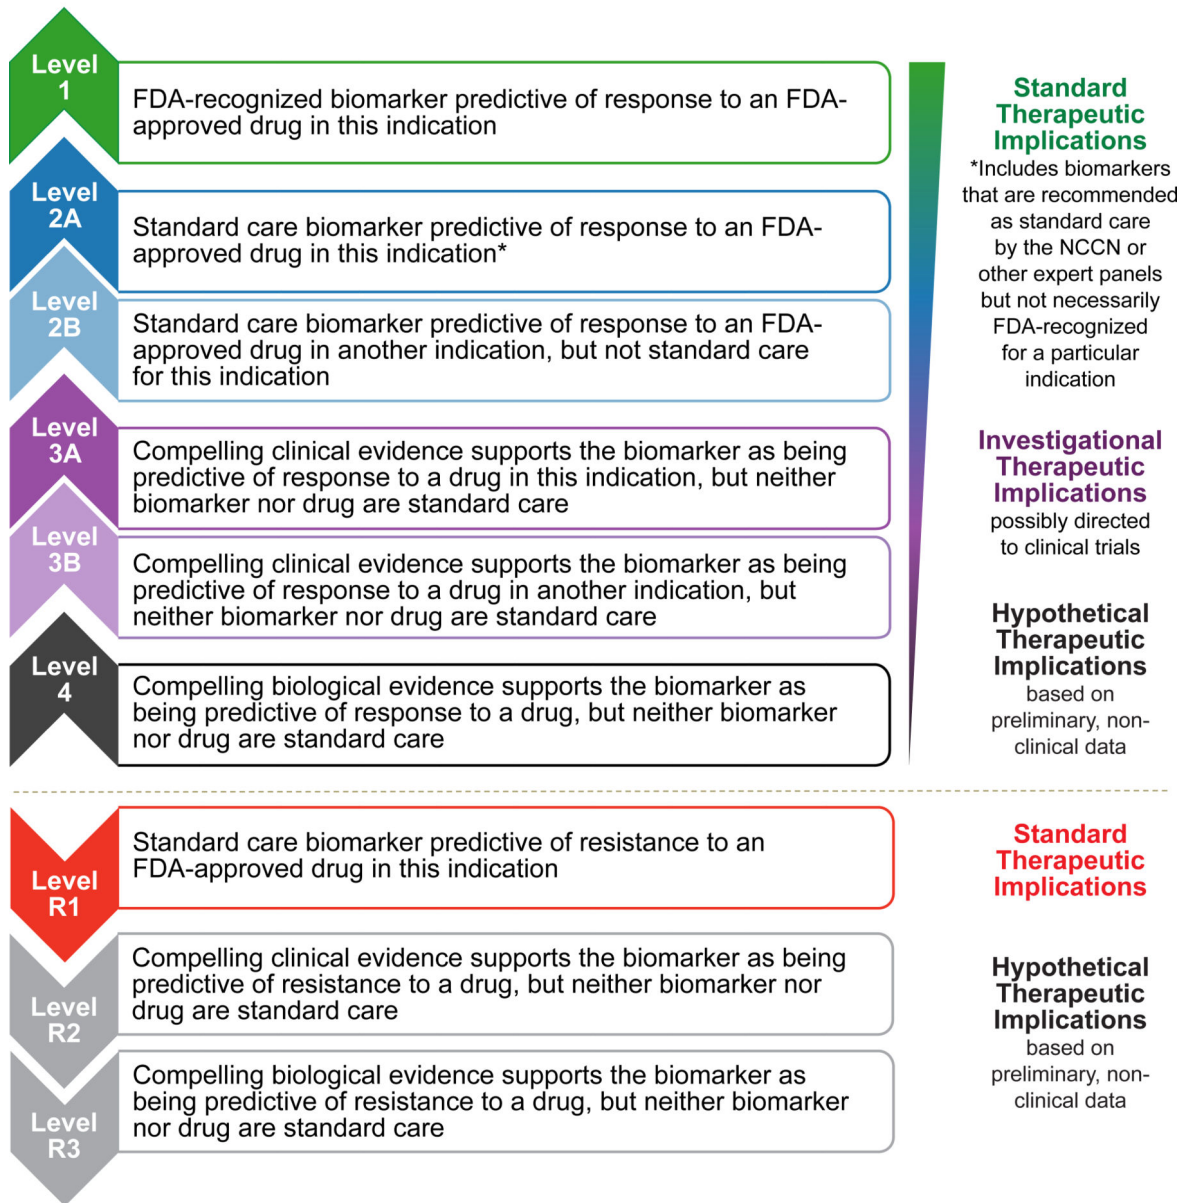 Level
1
FDA-recognized biomarker predictive of response to an FDA-
approved drug in this indication
Level
2A
Standard care biomarker predictive of response to an FDA-
approved drug in this indication*
Level
2B
Standard care biomarker predictive of response to an FDA-
approved drug in another indication, but not standard care
for this indication
Standard
Therapeutic
Implications
*Includes biomarkers
that are recommended
as standard care
by the NCCN or
other expert panels
but not necessarily
FDA-recognized
for a particular
indication
Level
3A
Compelling clinical evidence supports the biomarker as being
predictive of response to a drug in this indication, but neither
biomarker nor drug are standard care
Level
3B
Compelling clinical evidence supports the biomarker as being
predictive of response to a drug in another indication, but
neither biomarker nor drug are standard care
Investigational
Therapeutic
Implications
possibly directed
to clinical trials
Level
4
Compelling biological evidence supports the biomarker as
being predictive of response to a drug, but neither biomarker
nor drug are standard care
Hypothetical
Therapeutic
Implications
based on
preliminary, non-
clinical data
Level
R1
Standard care biomarker predictive of resistance to an
FDA-approved drug in this indication
Standard
Therapeutic
Implications
Level
R2
Compelling clinical evidence supports the biomarker as being
predictive of resistance to a drug, but neither biomarker nor
drug are standard care
Level
R3
Compelling biological evidence supports the biomarker as
being predictive of resistance to a drug, but neither biomarker
nor drug are standard care
Hypothetical
Therapeutic
Implications
based on
preliminary, non-
clinical data